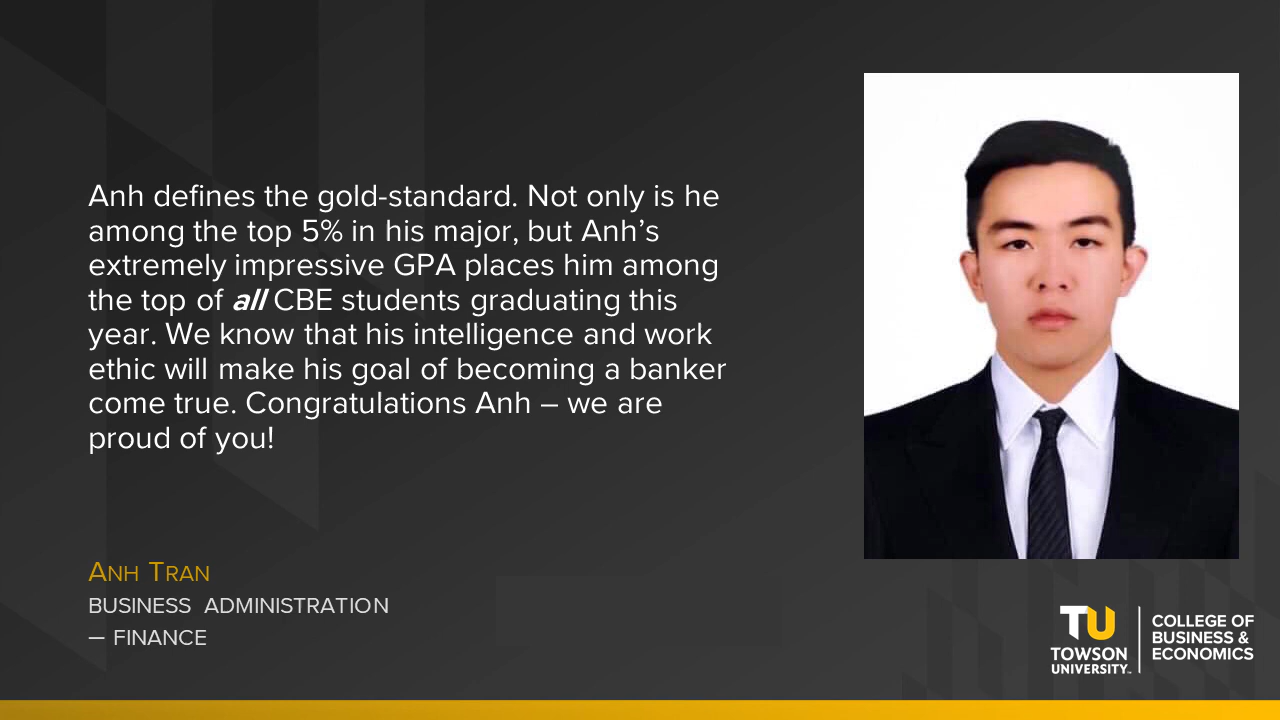 Anh defines the gold-standard. Not only is he
among the top 5% in his major, but Anh’s
extremely impressive GPA places him among
the top of all CBE students graduating this
year. We know that his intelligence and work
ethic will make his goal of becoming a banker
come true. Congratulations Anh – we are
proud of you!
ANH TRAN
BUSINESS ADMINISTRATION
– FINANCE
TU
TOWSON
UNIVERSITY™
COLLEGE OF
BUSINESS &
ECONOMICS